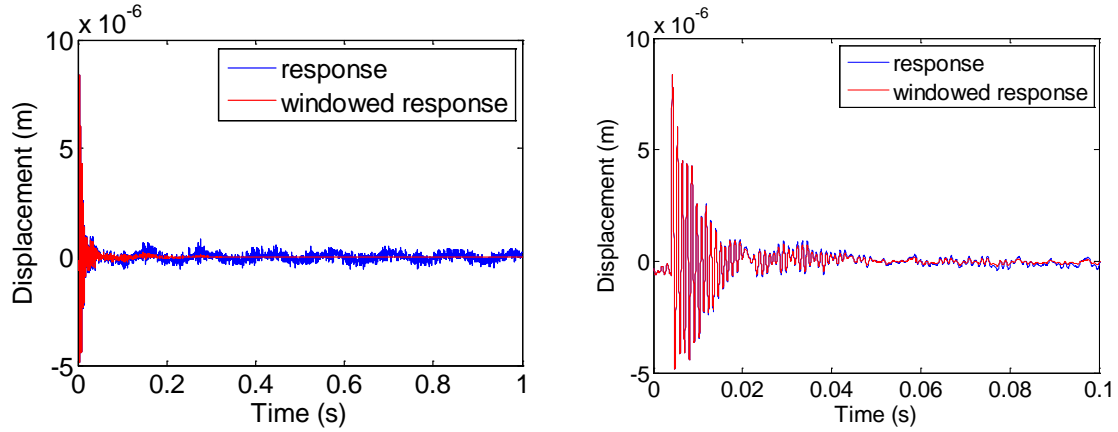 x 10⁻⁶
10
5
0
-5
Displacement (m)
response
windowed response
0 0.2 0.4 0.6 0.8 1
Time (s)
x 10⁻⁶
10
5
0
-5
Displacement (m)
response
windowed response
0 0.02 0.04 0.06 0.08 0.1
Time (s)